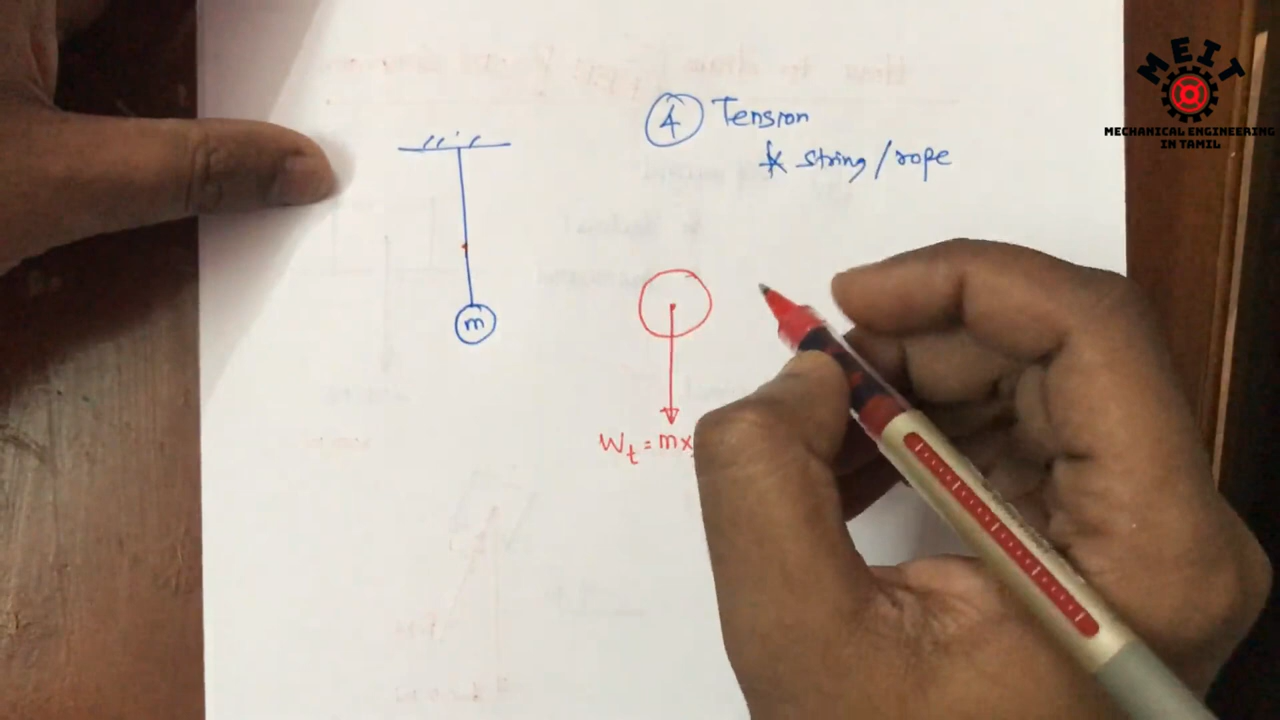 ④ Tension
* string/rope
m
Wt = mx
MEIT
MECHANICAL ENGINEERING
IN TAMIL